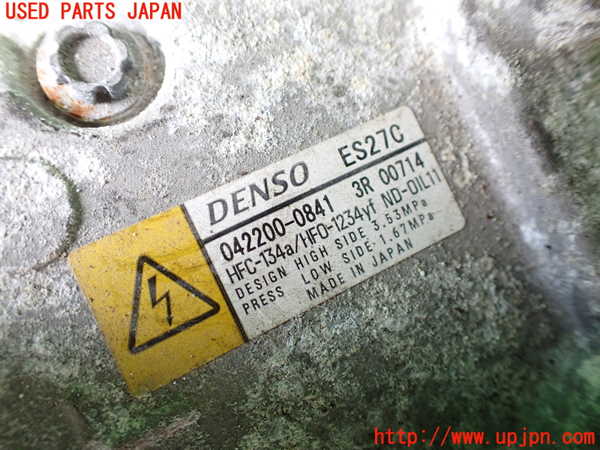 USED PARTS JAPAN
DENSO ES27C
042200-0841 3R 00714
HFC-134a/HFO-1234yf ND-OIL11
DESIGN HIGH SIDE:3.53MPa
PRESS LOW SIDE:1.67MPa
MADE IN JAPAN
http://www.upjpn.com/